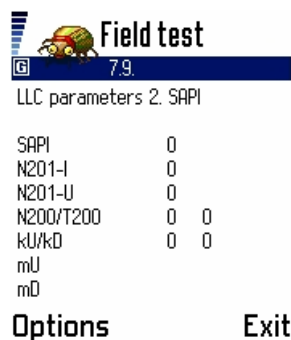 Field test
G 7.9.
LLC parameters 2. SAPI
SAPI 0
N201-I 0
N201-U 0
N200/T200 0 0
kU/kD 0 0
mU
mD
Options Exit